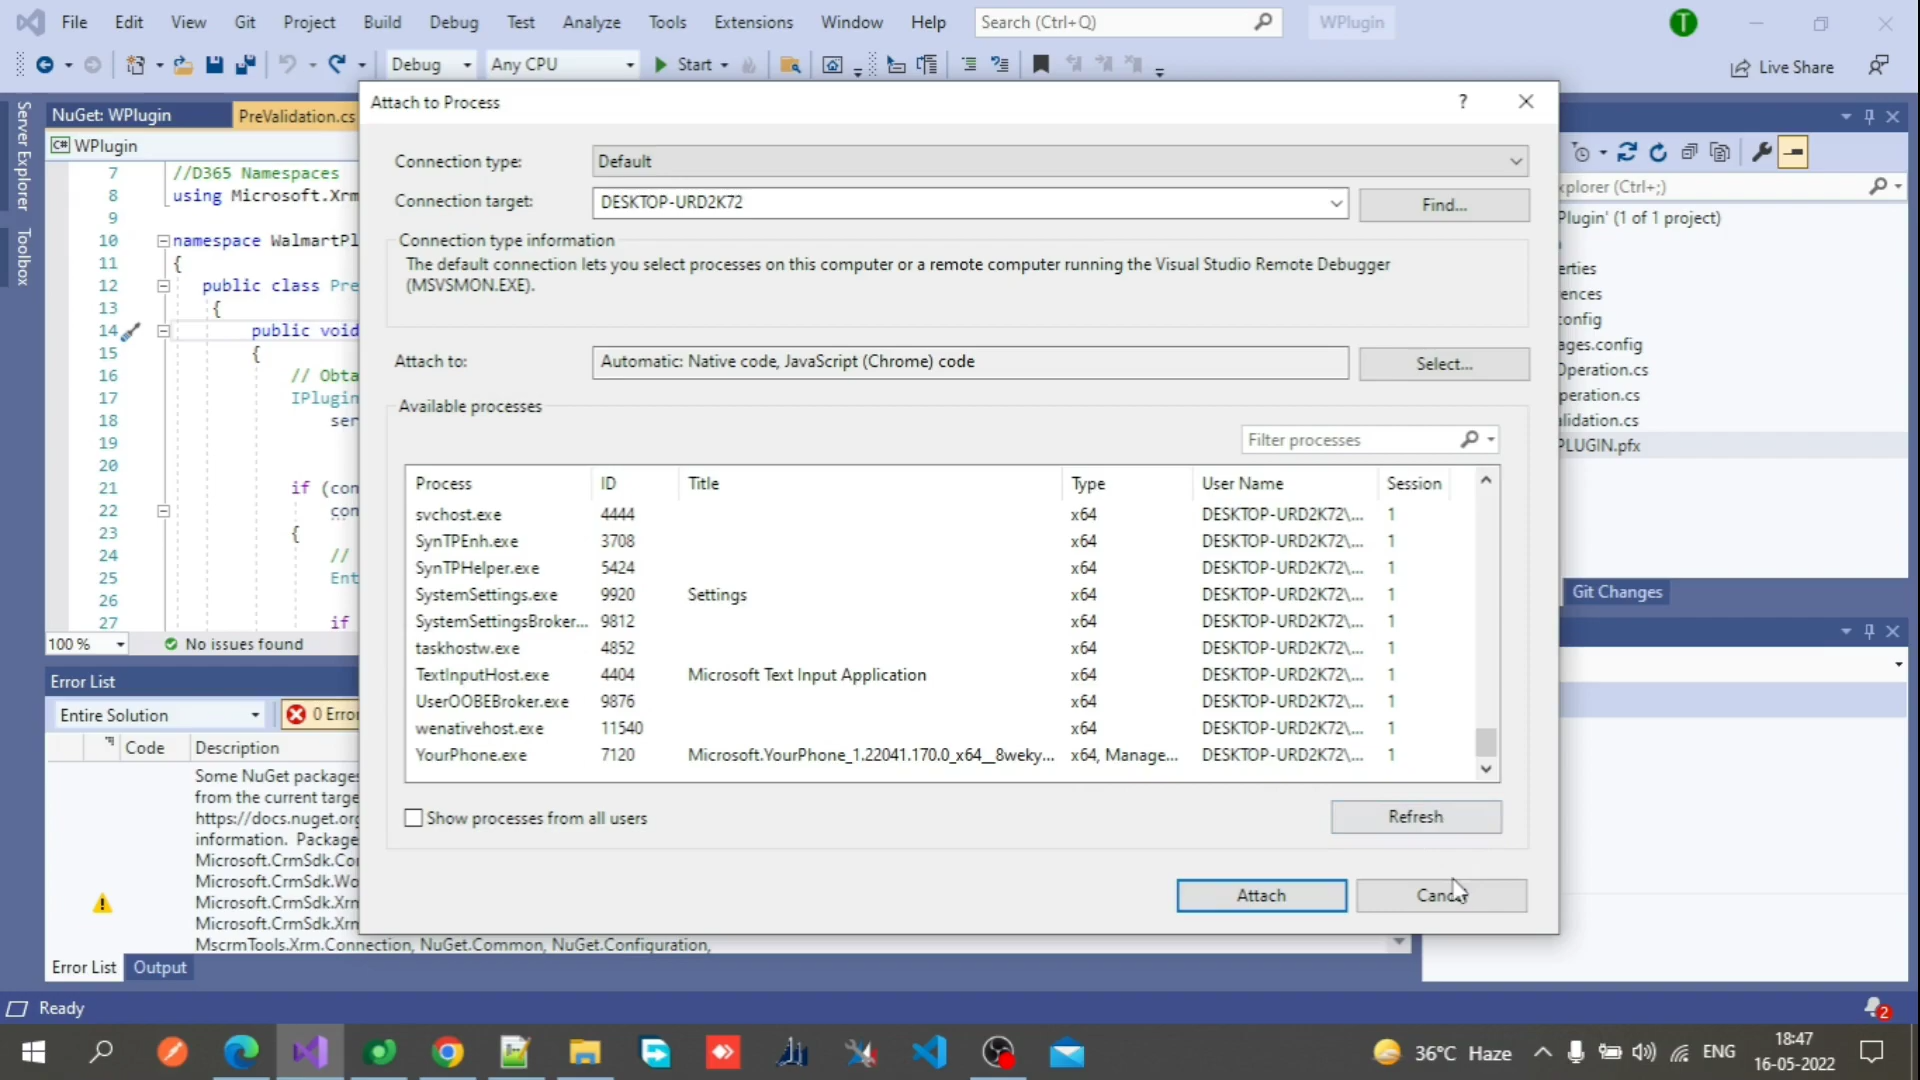 File Edit View Git Project Build Debug Test Analyze Tools Extensions Window Help Search (Ctrl+Q) WPlugin T
Debug Any CPU Start Live Share
Server Explorer
Toolbox
NuGet: WPlugin PreValidation.cs
C# WPlugin
7 //D365 Namespaces
8 using Microsoft.Xrm
9
10 namespace WalmartPl
11 {
12 public class Pre
13 {
14 public void
15 {
16 // Obta
17 IPlugin
18 ser
19
20
21 if (con
22 con
23 {
24 //
25 Ent
26
27 if
100 % No issues found
Error List
Entire Solution 0 Erro
Code Description
Some NuGet packages
from the current targe
https://docs.nuget.org
information. Package
Microsoft.CrmSdk.Co
Microsoft.CrmSdk.Wo
Microsoft.CrmSdk.Xrn
Microsoft.CrmSdk.Xrn
MscrmTools.Xrm.Connection, NuGet.Common, NuGet.Configuration,
Error List Output
Attach to Process ?
Connection type: Default
Connection target: DESKTOP-URD2K72 Find...
Connection type information
The default connection lets you select processes on this computer or a remote computer running the Visual Studio Remote Debugger
(MSVSMON.EXE).
Attach to: Automatic: Native code, JavaScript (Chrome) code Select...
Available processes
Filter processes
Process ID Title Type User Name Session
svchost.exe 4444 x64 DESKTOP-URD2K72\... 1
SynTPEnh.exe 3708 x64 DESKTOP-URD2K72\... 1
SynTPHelper.exe 5424 x64 DESKTOP-URD2K72\... 1
SystemSettings.exe 9920 Settings x64 DESKTOP-URD2K72\... 1
SystemSettingsBroker... 9812 x64 DESKTOP-URD2K72\... 1
taskhostw.exe 4852 x64 DESKTOP-URD2K72\... 1
TextInputHost.exe 4404 Microsoft Text Input Application x64 DESKTOP-URD2K72\... 1
UserOOBEBroker.exe 9876 x64 DESKTOP-URD2K72\... 1
wenativehost.exe 11540 x64 DESKTOP-URD2K72\... 1
YourPhone.exe 7120 Microsoft.YourPhone_1.22041.170.0_x64__8weky... x64, Manage... DESKTOP-URD2K72\... 1
Show processes from all users Refresh
Attach Cancel
xplorer (Ctrl+;)
Plugin' (1 of 1 project)
erties
ences
config
ages.config
Operation.cs
peration.cs
alidation.cs
PLUGIN.pfx
Git Changes
Ready 2
36°C Haze ENG 18:47
16-05-2022